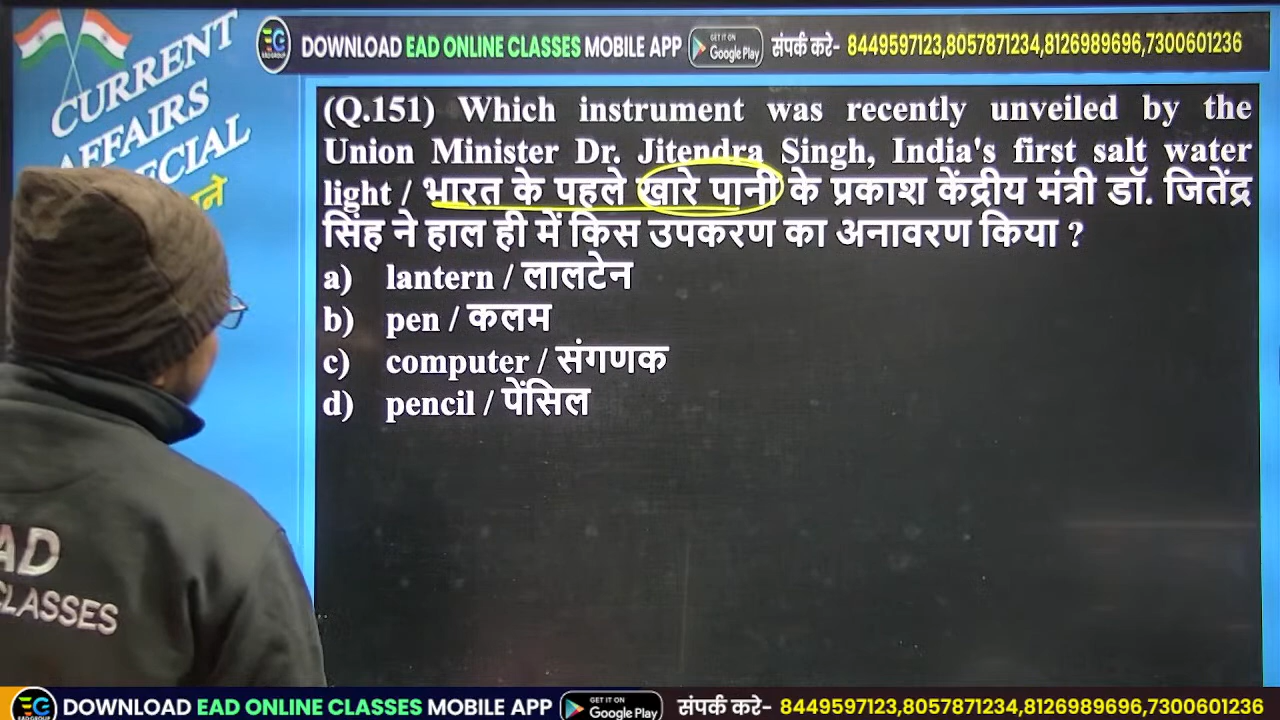 CURRENT
AFFAIRS
DOWNLOAD EAD ONLINE CLASSES MOBILE APP GET IT ON Google Play संपर्क करे- 8449597123,8057871234,8126989696,7300601236
(Q.151) Which instrument was recently unveiled by the
Union Minister Dr. Jitendra Singh, India's first salt water
light / भारत के पहले खारे पानी के प्रकाश केंद्रीय मंत्री डॉ. जितेंद्र
सिंह ने हाल ही में किस उपकरण का अनावरण किया ?
a) lantern / लालटेन
b) pen / कलम
c) computer / संगणक
d) pencil / पेंसिल
AD
CLASSES
DOWNLOAD EAD ONLINE CLASSES MOBILE APP GET IT ON Google Play संपर्क करे- 8449597123,8057871234,8126989696,7300601236